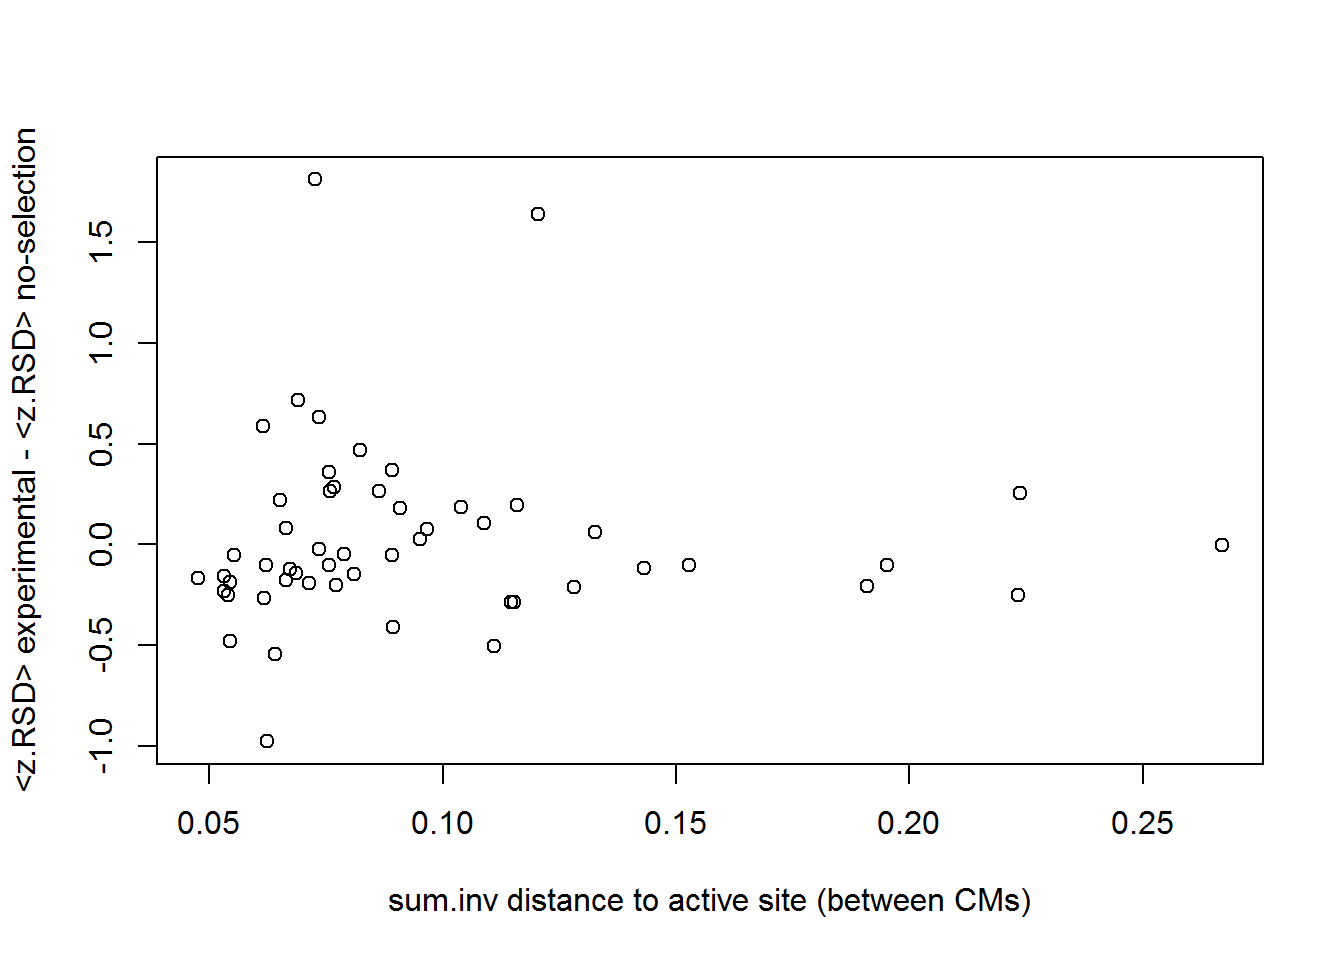 <z.RSD> experimental - <z.RSD> no-selection
1.5
1.0
0.5
0.0
-0.5
-1.0
0.05 0.10 0.15 0.20 0.25
sum.inv distance to active site (between CMs)